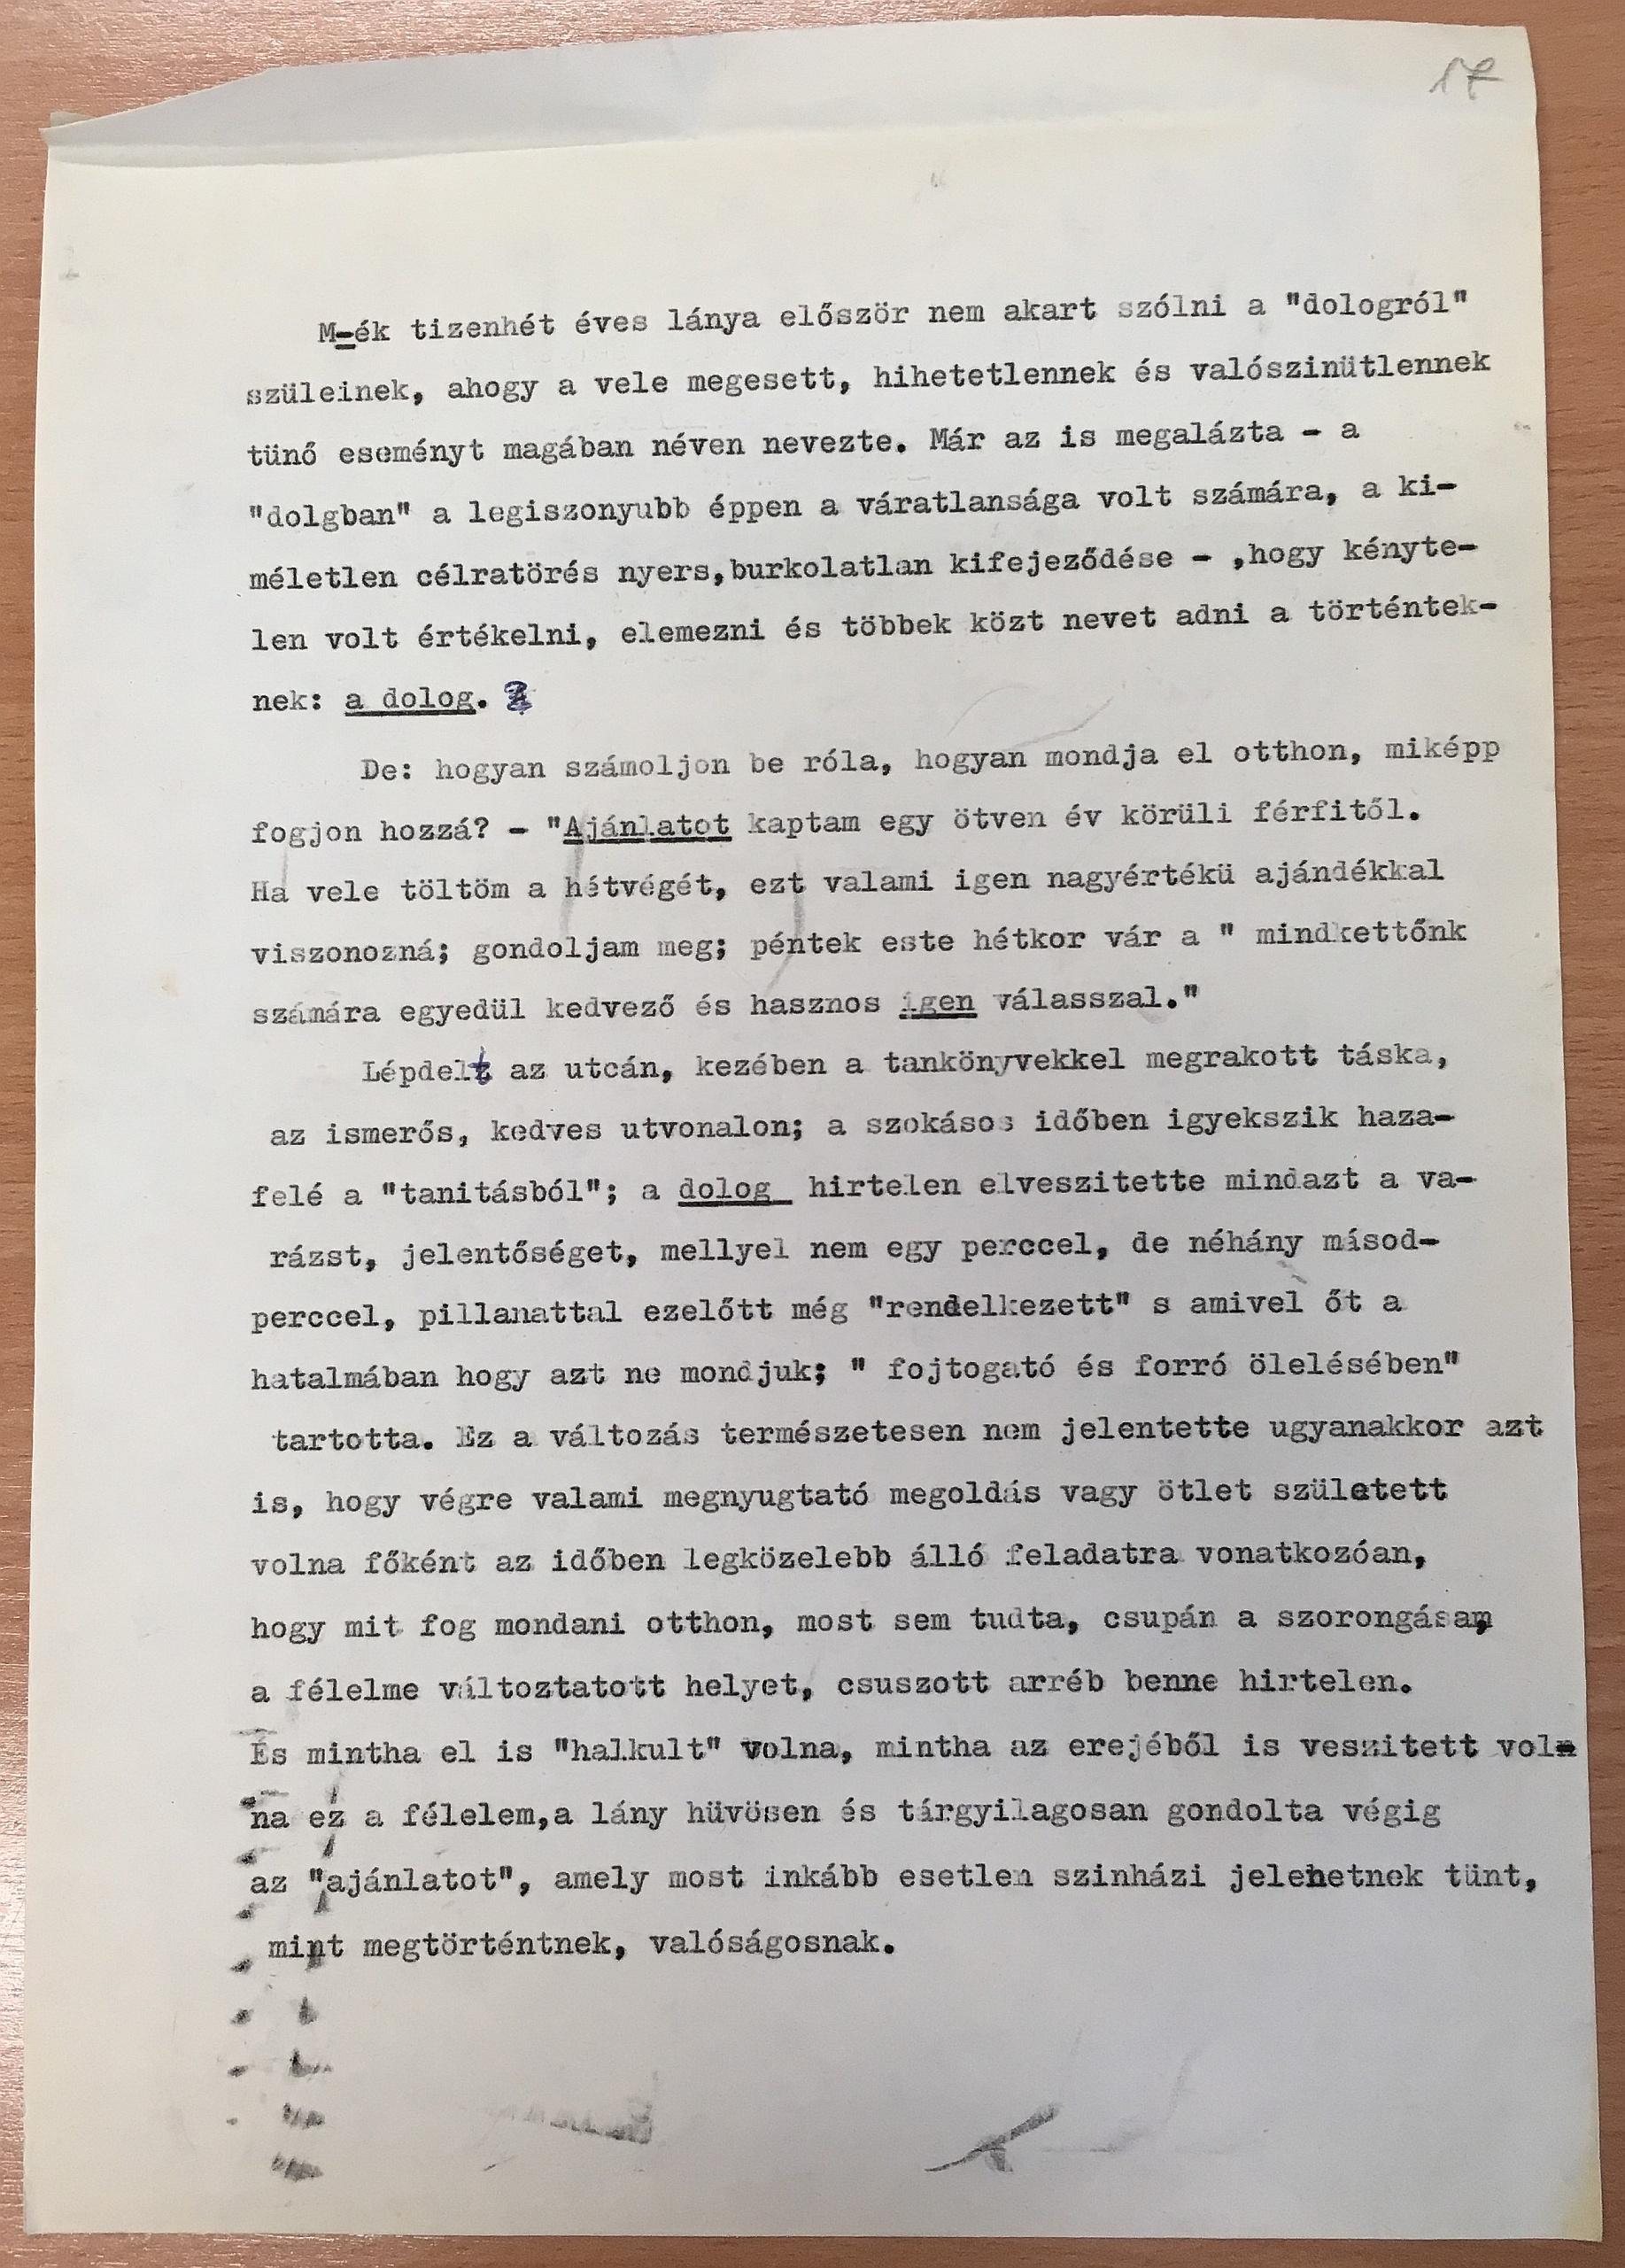 17
M-ék tizenhét éves lánya először nem akart szólni a "dologról"
szüleinek, ahogy a vele megesett, hihetetlennek és valószinütlennek
tünő eseményt magában néven nevezte. Már az is megalázta - a
"dolgban" a legiszonyubb éppen a váratlansága volt számára, a ki-
méletlen célratörés nyers,burkolatlan kifejeződése - ,hogy kényte-
len volt értékelni, elemezni és többek közt nevet adni a történtek-
nek: a dolog.
De: hogyan számoljon be róla, hogyan mondja el otthon, miképp
fogjon hozzá? - "Ajánlatot kaptam egy ötven év körüli férfitől.
Ha vele töltöm a hétvégét, ezt valami igen nagyértékü ajándékkal
viszonozná; gondoljam meg; péntek este hétkor vár a " mindkettőnk
számára egyedül kedvező és hasznos igen válasszal."
Lépdelt az utcán, kezében a tankönyvekkel megrakott táska,
az ismerős, kedves utvonalon; a szokásos időben igyekszik haza-
felé a "tanitásból"; a dolog hirtelen elveszitette mindazt a va-
rázst, jelentőséget, mellyel nem egy perccel, de néhány másod-
perccel, pillanattal ezelőtt még "rendelkezett" s amivel őt a
hatalmában hogy azt ne mondjuk; " fojtogató és forró ölelésében"
tartotta. Ez a változás természetesen nem jelentette ugyanakkor azt
is, hogy végre valami megnyugtató megoldás vagy ötlet született
volna főként az időben legközelebb álló feladatra vonatkozóan,
hogy mit fog mondani otthon, most sem tudta, csupán a szorongása,
a félelme változtatott helyet, csuszott arréb benne hirtelen.
És mintha el is "halkult" volna, mintha az erejéből is veszitett vol-
na ez a félelem,a lány hüvösen és tárgyilagosan gondolta végig
az "ajánlatot", amely most inkább esetlen szinházi jelenetnek tünt,
mint megtörténtnek, valóságosnak.